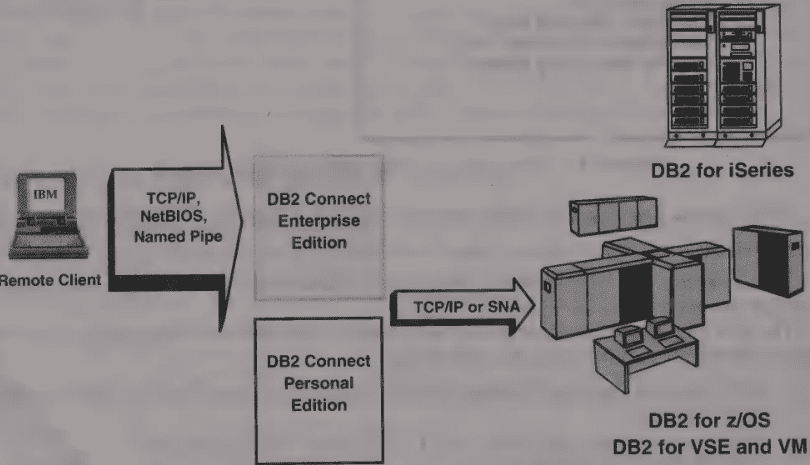 DB2 for iSeries
IBM
Remote Client
TCP/IP,
NetBIOS,
Named Pipe
DB2 Connect
Enterprise
Edition
TCP/IP or SNA
DB2 Connect
Personal
Edition
DB2 for z/OS
DB2 for VSE and VM